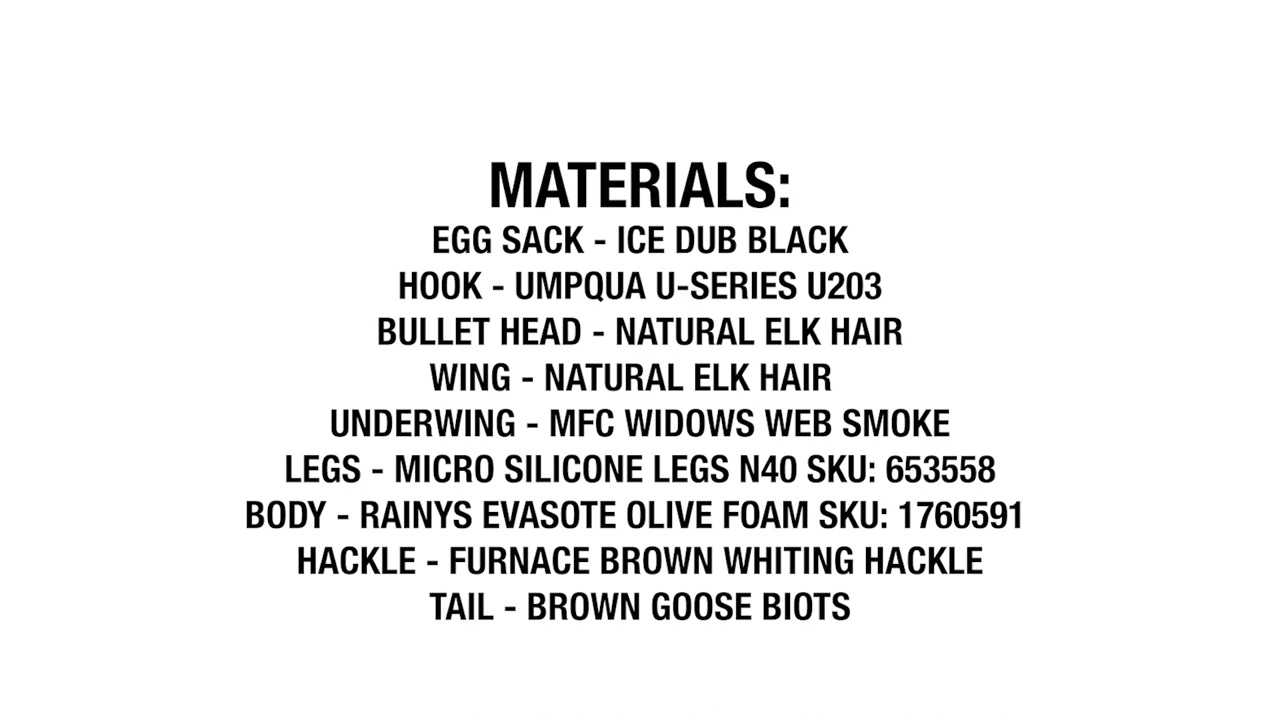 MATERIALS:
EGG SACK - ICE DUB BLACK
HOOK - UMPQUA U-SERIES U203
BULLET HEAD - NATURAL ELK HAIR
WING - NATURAL ELK HAIR
UNDERWING - MFC WIDOWS WEB SMOKE
LEGS - MICRO SILICONE LEGS N40 SKU: 653558
BODY - RAINYS EVASOTE OLIVE FOAM SKU: 1760591
HACKLE - FURNACE BROWN WHITING HACKLE
TAIL - BROWN GOOSE BIOTS